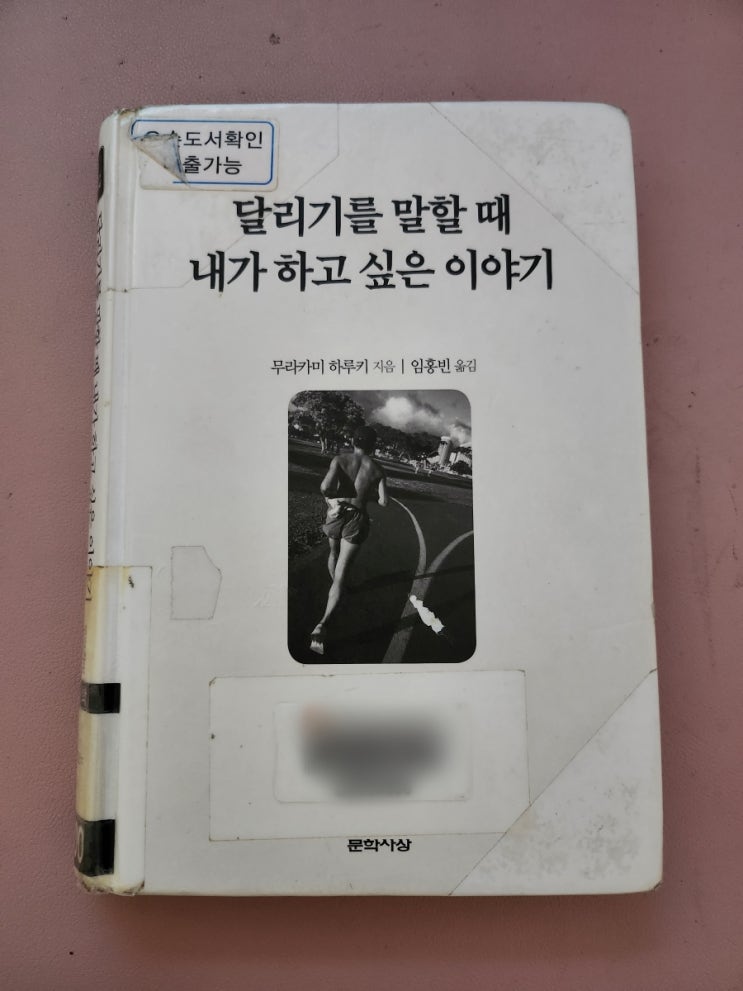 도서확인
출가능
달리기를 말할 때
내가 하고 싶은 이야기
무라카미 하루키 지음 | 임홍빈 옮김
문학사상